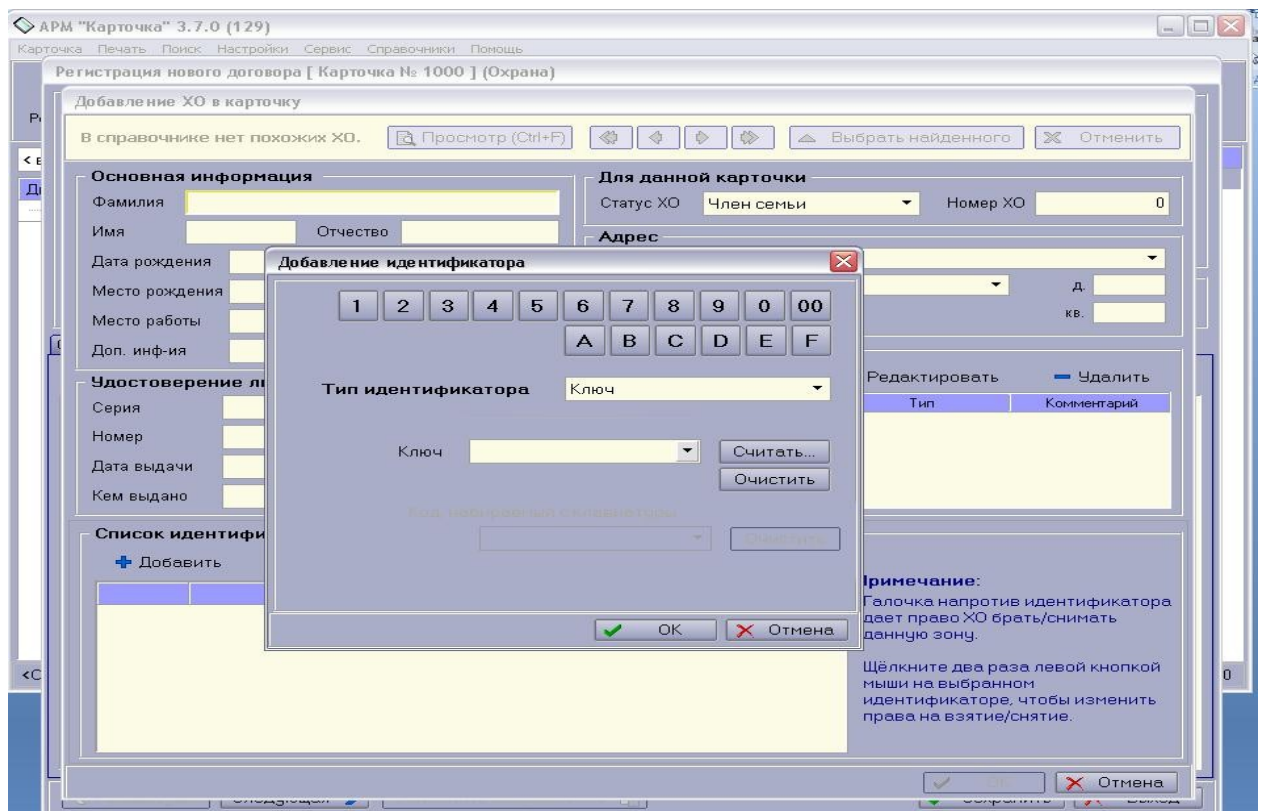 АРМ "Карточка" 3.7.0 (129)
Карточка Печать Поиск Настройки Сервис Справочники Помощь
Регистрация нового договора [ Карточка № 1000 ] (Охрана)
Добавление ХО в карточку
В справочнике нет похожих ХО. Просмотр (Ctrl+F) Выбрать найденного Отменить
Основная информация
Фамилия
Имя Отчество
Дата рождения
Место рождения
Место работы
Доп. инф-ия
Для данной карточки
Статус ХО Член семьи Номер ХО 0
Адрес
д.
кв.
Добавление идентификатора
1 2 3 4 5 6 7 8 9 0 00
A B C D E F
Тип идентификатора Ключ
Ключ Считать...
Очистить
ОК Отмена
Удостоверение
Серия
Номер
Дата выдачи
Кем выдано
Редактировать Удалить
Тип Комментарий
Список
Добавить
Примечание:
Галочка напротив идентификатора
дает право ХО брать/снимать
данную зону.
Щёлкните два раза левой кнопкой
мыши на выбранном
идентификаторе, чтобы изменить
права на взятие/снятие.
ОК Отмена